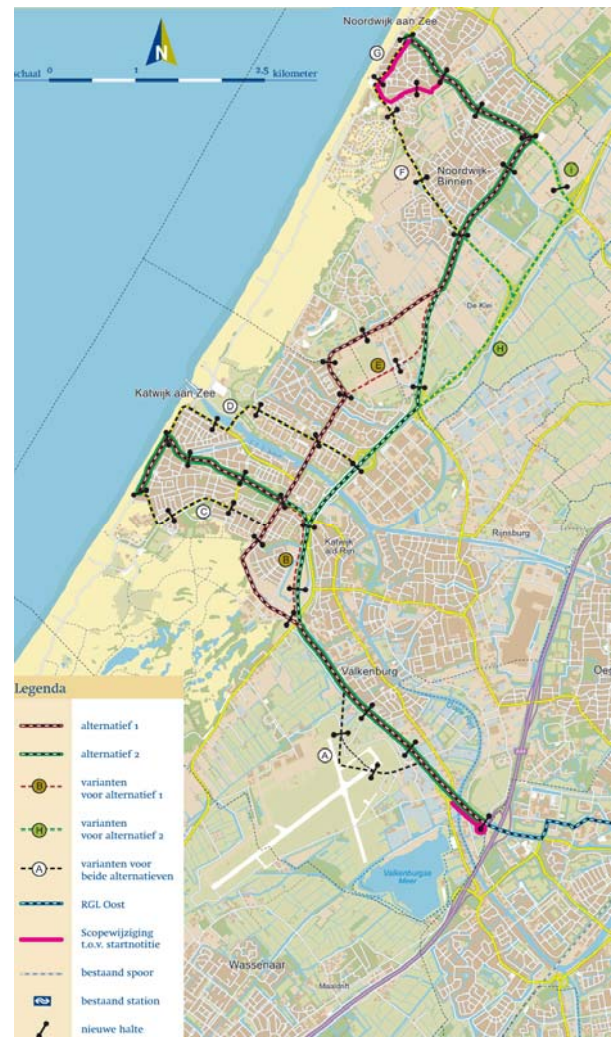 Noordwijk aan Zee
N
G
schaal 0 1 2,5 kilometer
F
Noordwijk-
Binnen
I
De Klei
H
E
Katwijk aan Zee
D
C
Rijnsburg
Katwijk
a/d Rijn
B
Valkenburg
Oeg
A
Valkenburgse
Meer
Wassenaar
Maaldrift
Legenda
alternatief 1
alternatief 2
B varianten
voor alternatief 1
H varianten
voor alternatief 2
A varianten voor
beide alternatieven
RGL Oost
Scopewijziging
t.o.v. startnotitie
bestaand spoor
bestaand station
nieuwe halte